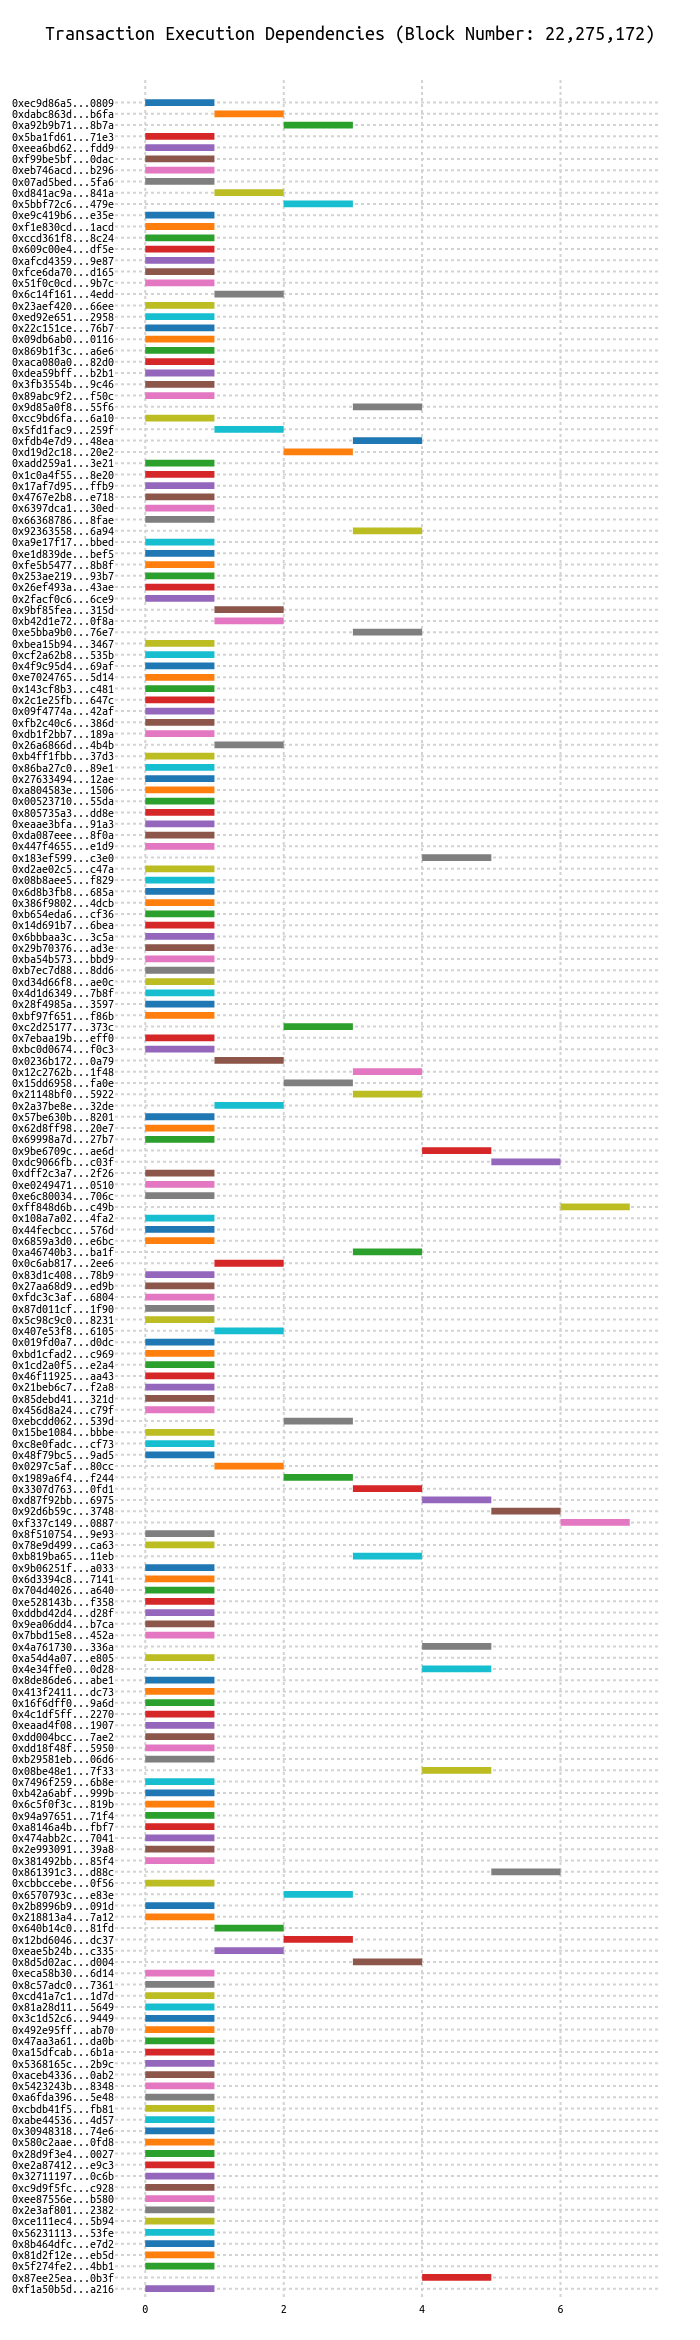 Transaction Execution Dependencies (Block Number: 22,275,172)
0xec9d86a5...0809
0xdabc863d...b6fa
0xa92b9b71...8b7a
0x5ba1fd61...71e3
0xeea6bd62...fdd9
0xf99be5bf...0dac
0xeb746acd...b296
0x07ad5bed...5fa6
0xd841ac9a...841a
0x5bbf72c6...479e
0xe9c419b6...e35e
0xf1e830cd...1acd
0xccd361f8...8c24
0x609c00e4...df5e
0xafcd4359...9e87
0xfce6da70...d165
0x51f0c0cd...9b7c
0x6c14f161...4edd
0x23aef420...66ee
0xed92e651...2958
0x22c151ce...76b7
0x09db6ab0...0116
0x869b1f3c...a6e6
0xaca080a0...82d0
0xdea59bff...b2b1
0x3fb3554b...9c46
0x89abc9f2...f50c
0x9d85a0f8...55f6
0xcc9bd6fa...6a10
0x5fd1fac9...259f
0xfdb4e7d9...48ea
0xd19d2c18...20e2
0xadd259a1...3e21
0x1c0a4f55...8e20
0x17af7d95...ffb9
0x4767e2b8...e718
0x6397dca1...30ed
0x66368786...8fae
0x92363558...6a94
0xa9e17f17...bbed
0xe1d839de...bef5
0xfe5b5477...8b8f
0x253ae219...93b7
0x26ef493a...43ae
0x2facf0c6...6ce9
0x9bf85fea...315d
0xb42d1e72...0f8a
0xe5bba9b0...76e7
0xbea15b94...3467
0xcf2a62b8...535b
0x4f9c95d4...69af
0xe7024765...5d14
0x143cf8b3...c481
0x2c1e25fb...647c
0x09f4774a...42af
0xfb2c40c6...386d
0xdb1f2bb7...189a
0x26a6866d...4b4b
0xb4ff1fbb...37d3
0x86ba27c0...89e1
0x27633494...12ae
0xa804583e...1506
0x00523710...55da
0x805735a3...dd8e
0xeaae3bfa...91a3
0xda087eee...8f0a
0x447f4655...e1d9
0x183ef599...c3e0
0xd2ae02c5...c47a
0x08b8aee5...f829
0x6d8b3fb8...685a
0x386f9802...4dcb
0xb654eda6...cf36
0x14d691b7...6bea
0x6bbbaa3c...3c5a
0x29b70376...ad3e
0xba54b573...bbd9
0xb7ec7d88...8dd6
0xd34d66f8...ae0c
0x4d1d6349...7b8f
0x28f4985a...3597
0xbf97f651...f86b
0xc2d25177...373c
0x7ebaa19b...eff0
0xbc0d0674...f0c3
0x0236b172...0a79
0x12c2762b...1f48
0x15dd6958...fa0e
0x21148bf0...5922
0x2a37be8e...32de
0x57be630b...8201
0x62d8ff98...20e7
0x69998a7d...27b7
0x9be6709c...ae6d
0xdc9066fb...c03f
0xdff2c3a7...2f26
0xe0249471...0510
0xe6c80034...706c
0xff848d6b...c49b
0x108a7a02...4fa2
0x44fecbcc...576d
0x6859a3d0...e6bc
0xa46740b3...ba1f
0x0c6ab817...2ee6
0x83d1c408...78b9
0x27aa68d9...ed9b
0xfdc3c3af...6804
0x87d011cf...1f90
0x5c98c9c0...8231
0x407e53f8...6105
0x019fd0a7...d0dc
0xbd1cfad2...c969
0x1cd2a0f5...e2a4
0x46f11925...aa43
0x21beb6c7...f2a8
0x85debd41...321d
0x456d8a24...c79f
0xebcdd062...539d
0x15be1084...bbbe
0xc8e0fadc...cf73
0x48f79bc5...9ad5
0x0297c5af...80cc
0x1989a6f4...f244
0x3307d763...0fd1
0xd87f92bb...6975
0x92d6b59c...3748
0xf337c149...0887
0x8f510754...9e93
0x78e9d499...ca63
0xb819ba65...11eb
0x9b06251f...a033
0x6d3394c8...7141
0x704d4026...a640
0xe528143b...f358
0xddbd42d4...d28f
0x9ea06dd4...b7ca
0x7bbd15e8...452a
0x4a761730...336a
0xa54d4a07...e805
0x4e34ffe0...0d28
0x8de86de6...abe1
0x413f2411...dc73
0x16f6dff0...9a6d
0x4c1df5ff...2270
0xeaad4f08...1907
0xdd004bcc...7ae2
0xdd18f48f...5950
0xb29581eb...06d6
0x08be48e1...7f33
0x7496f259...6b8e
0xb42a6abf...999b
0x6c5f0f3c...819b
0x94a97651...71f4
0xa8146a4b...fbf7
0x474abb2c...7041
0x2e993091...39a8
0x381492bb...85f4
0x861391c3...d88c
0xcbbccebe...0f56
0x6570793c...e83e
0x2b8996b9...091d
0x218813a4...7a12
0x640b14c0...81fd
0x12bd6046...dc37
0xeae5b24b...c335
0x8d5d02ac...d004
0xeca58b30...6d14
0x8c57adc0...7361
0xcd41a7c1...1d7d
0x81a28d11...5649
0x3c1d52c6...9449
0x492e95ff...ab70
0x47aa3a61...da0b
0xa15dfcab...6b1a
0x5368165c...2b9c
0xaceb4336...0ab2
0x5423243b...8348
0xa6fda396...5e48
0xcbdb41f5...fb81
0xabe44536...4d57
0x30948318...74e6
0x580c2aae...0fd8
0x28d9f3e4...0027
0xe2a87412...e9c3
0x32711197...0c6b
0xc9d9f5fc...c928
0xee87556e...b580
0x2e3af801...2382
0xce111ec4...5b94
0x56231113...53fe
0x8b464dfc...e7d2
0x81d2f12e...eb5d
0x5f274fe2...4bb1
0x87ee25ea...0b3f
0xf1a50b5d...a216
0 2 4 6